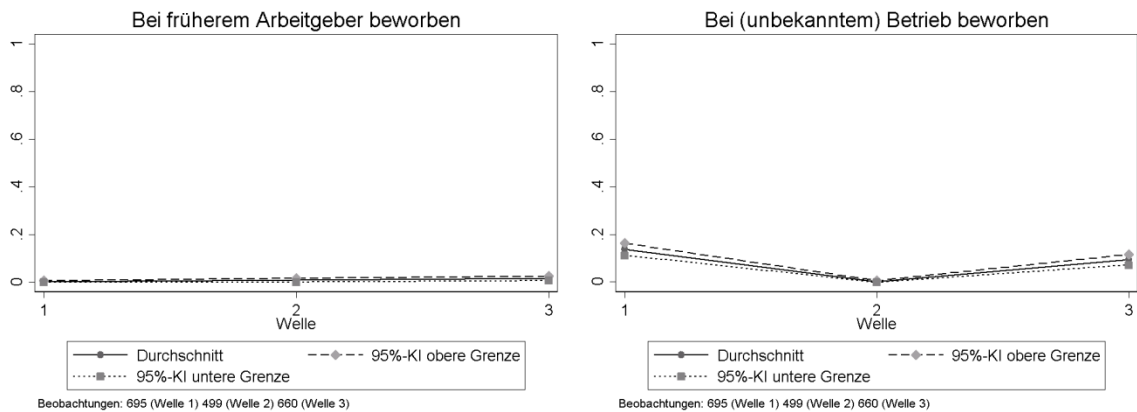 Bei früherem Arbeitgeber beworben
1
.8
.6
.4
.2
0
1 2 3
Welle
Durchschnitt 95%-KI obere Grenze
95%-KI untere Grenze
Beobachtungen: 695 (Welle 1) 499 (Welle 2) 660 (Welle 3)
Bei (unbekanntem) Betrieb beworben
1
.8
.6
.4
.2
0
1 2 3
Welle
Durchschnitt 95%-KI obere Grenze
95%-KI untere Grenze
Beobachtungen: 695 (Welle 1) 499 (Welle 2) 660 (Welle 3)